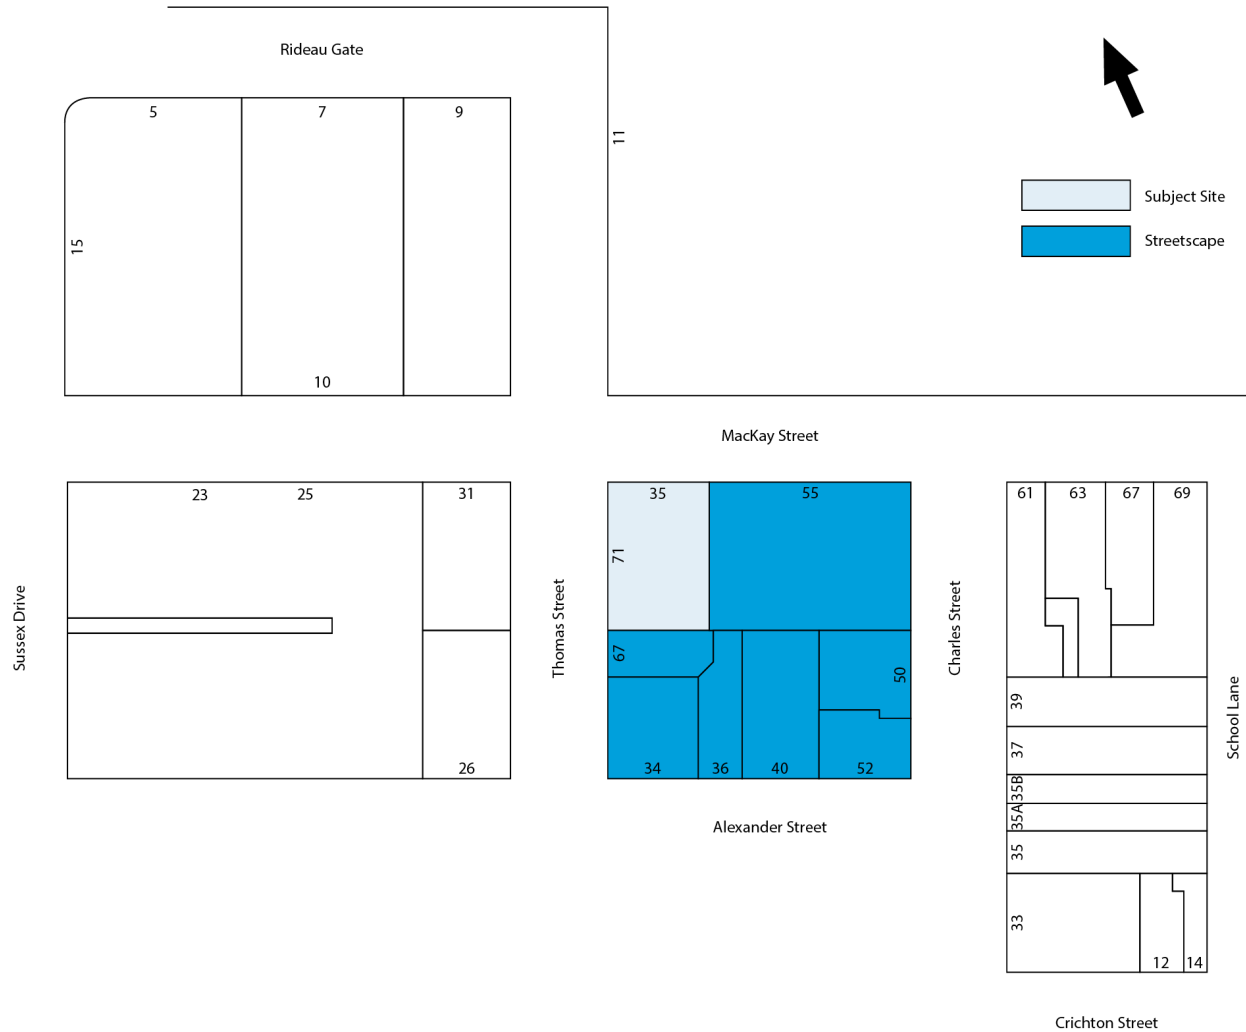 Rideau Gate
5
7
9
11
15
10
Subject Site
Streetscape
MacKay Street
23
25
31
26
Sussex Drive
Thomas Street
35
55
71
67
50
34
36
40
52
Alexander Street
Charles Street
61
63
67
69
39
37
35B
35A
35
33
12
14
School Lane
Crichton Street